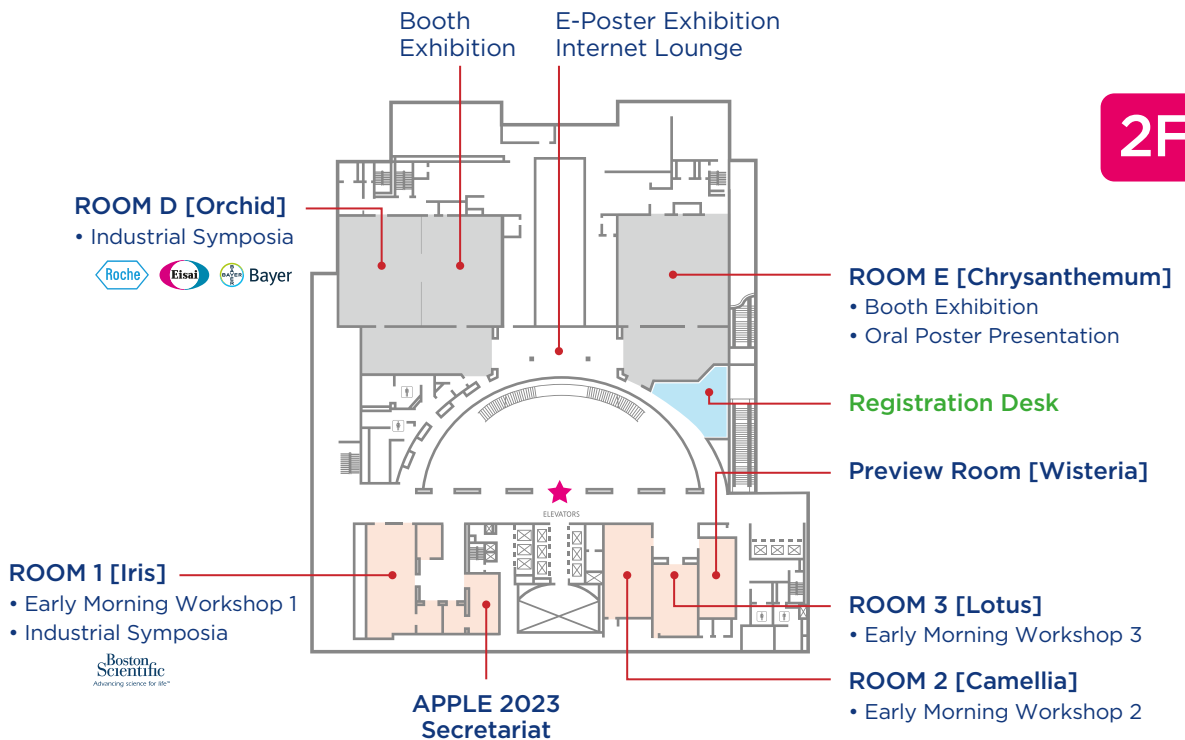 Booth
Exhibition
E-Poster Exhibition
Internet Lounge
2F
ROOM D [Orchid]
• Industrial Symposia
Roche
Eisai
BAYER
BAYER
Bayer
ROOM E [Chrysanthemum]
• Booth Exhibition
• Oral Poster Presentation
Registration Desk
Preview Room [Wisteria]
ELEVATORS
ROOM 1 [Iris]
• Early Morning Workshop 1
• Industrial Symposia
Boston
Scientific
Advancing science for life™
ROOM 3 [Lotus]
• Early Morning Workshop 3
ROOM 2 [Camellia]
• Early Morning Workshop 2
APPLE 2023
Secretariat